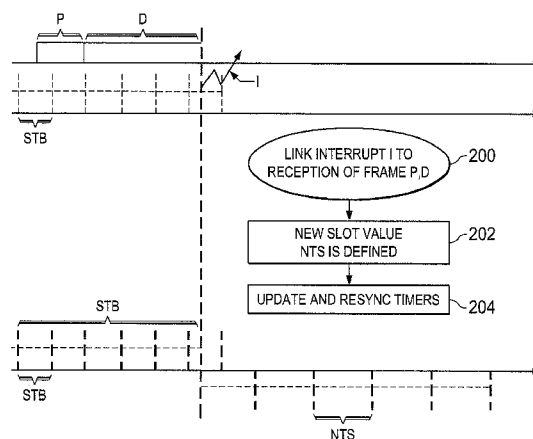 P D
I
STB
LINK INTERRUPT I TO
RECEPTION OF FRAME P,D
200
NEW SLOT VALUE
NTS IS DEFINED
202
UPDATE AND RESYNC TIMERS
204
STB
STB
NTS